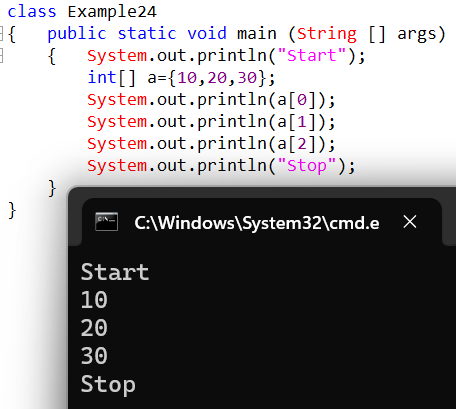 class Example24
{   public static void main (String [] args)
    {   System.out.println("Start");
        int[] a={10,20,30};
        System.out.println(a[0]);
        System.out.println(a[1]);
        System.out.println(a[2]);
        System.out.println("Stop");
    }
}
C:\Windows\System32\cmd.e
Start
10
20
30
Stop